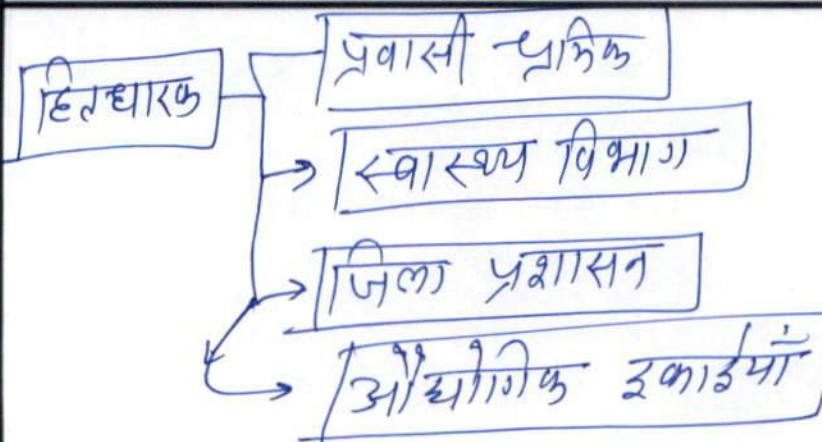 हितधारक
प्रवासी श्रमिक
स्वास्थ्य विभाग
जिला प्रशासन
औद्योगिक इकाईयाँ